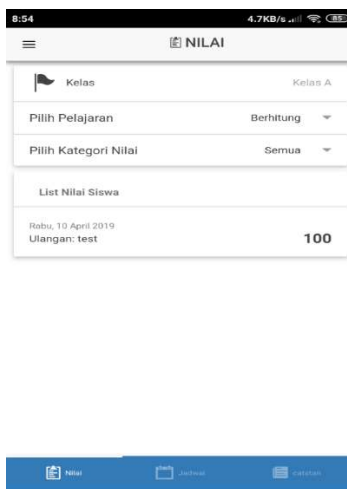 8:54 4.7KB/s 85
NILAI
Kelas Kelas A
Pilih Pelajaran Berhitung
Pilih Kategori Nilai Semua
List Nilai Siswa
Rabu, 10 April 2019
Ulangan: test 100
Nilai Jadwal catatan